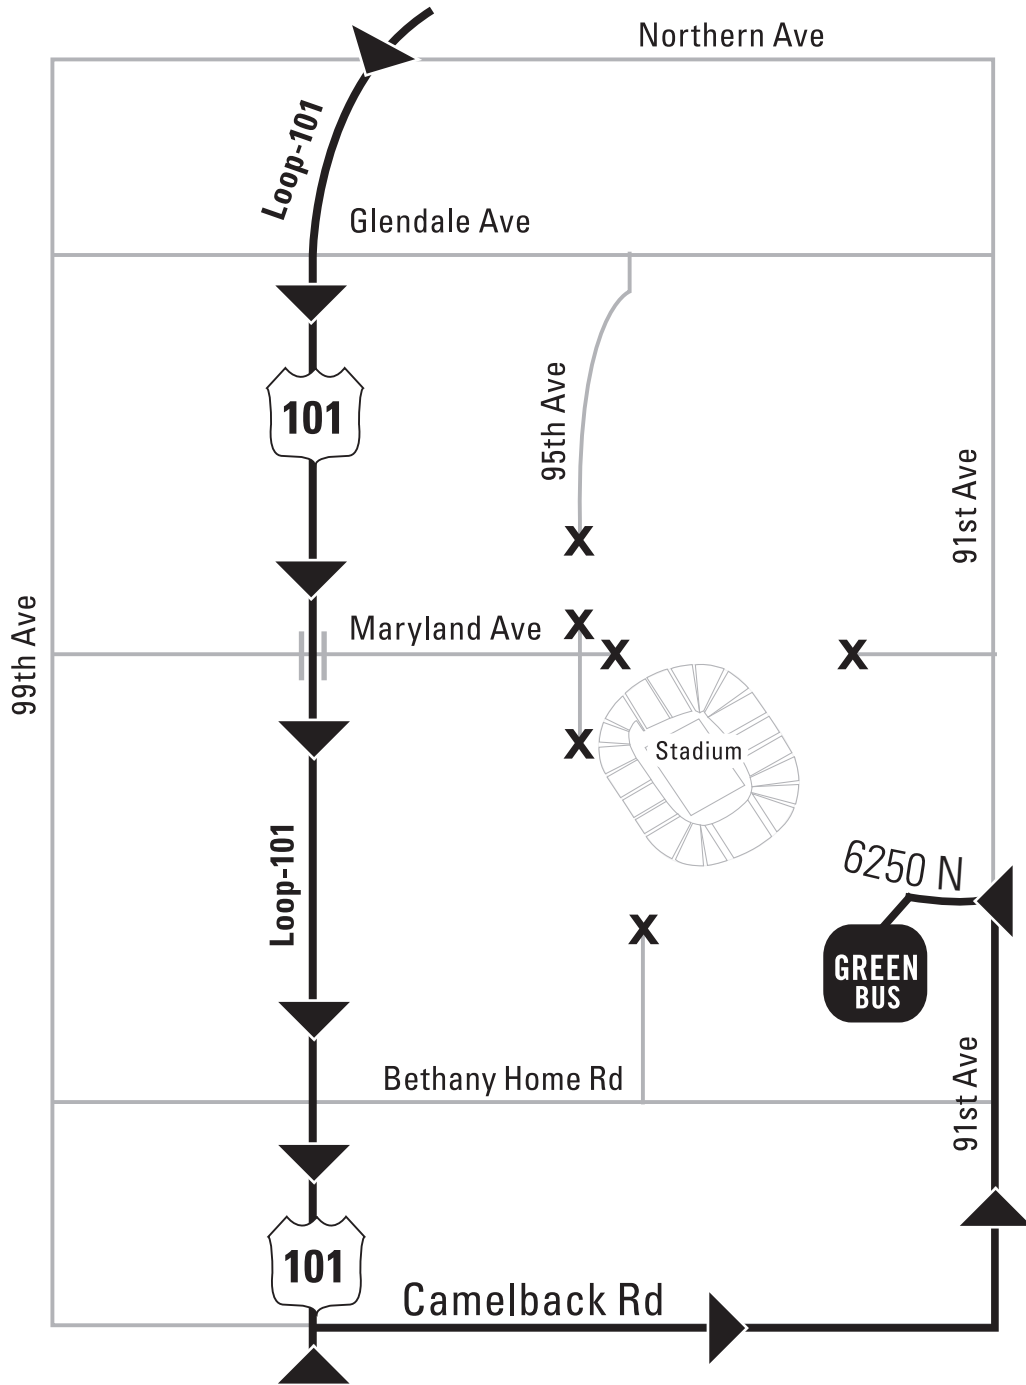 Northern Ave
Loop-101
Glendale Ave
101
95th Ave
91st Ave
99th Ave
Maryland Ave
X
X
X
X
X
Stadium
Loop-101
6250 N
X
GREEN
BUS
Bethany Home Rd
91st Ave
101
Camelback Rd